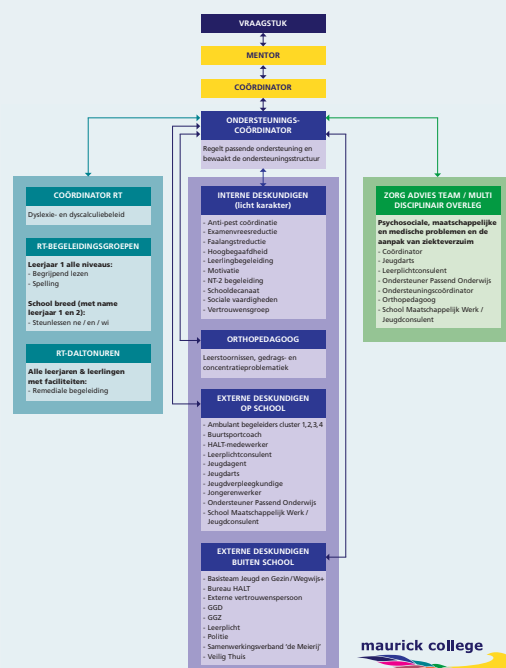 VRAAGSTUK
MENTOR
COÖRDINATOR
ONDERSTEUNINGS-
COÖRDINATOR
Regelt passende ondersteuning en
bewaakt de ondersteuningsstructuur
COÖRDINATOR RT
Dyslexie- en dyscalculiebeleid
RT-BEGELEIDINGSGROEPEN
Leerjaar 1 alle niveaus:
- Begrijpend lezen
- Spelling
School breed (met name
leerjaar 1 en 2):
- Steunlessen ne / en / wi
RT-DALTONUREN
Alle leerjaren & leerlingen
met faciliteiten:
- Remediale begeleiding
INTERNE DESKUNDIGEN
(licht karakter)
- Anti-pest coördinatie
- Examenvreesreductie
- Faalangstreductie
- Hoogbegaafdheid
- Leerlingbegeleiding
- Motivatie
- NT-2 begeleiding
- Schooldecanaat
- Sociale vaardigheden
- Vertrouwensgroep
ORTHOPEDAGOOG
Leerstoornissen, gedrags- en
concentratieproblematiek
EXTERNE DESKUNDIGEN
OP SCHOOL
- Ambulant begeleiders cluster 1,2,3,4
- Buurtsportcoach
- HALT-medewerker
- Leerplichtconsulent
- Jeugdagent
- Jeugdarts
- Jeugdverpleegkundige
- Jongerenwerker
- Ondersteuner Passend Onderwijs
- School Maatschappelijk Werk /
Jeugdconsulent
EXTERNE DESKUNDIGEN
BUITEN SCHOOL
- Basisteam Jeugd en Gezin/Wegwijs+
- Bureau HALT
- Externe vertrouwenspersoon
- GGD
- GGZ
- Leerplicht
- Politie
- Samenwerkingsverband 'de Meierij'
- Veilig Thuis
ZORG ADVIES TEAM / MULTI
DISCIPLINAIR OVERLEG
Psychosociale, maatschappelijke
en medische problemen en de
aanpak van ziekteverzuim
- Coördinator
- Jeugdarts
- Leerplichtconsulent
- Ondersteuner Passend Onderwijs
- Ondersteuningscoördinator
- Orthopedagoog
- School Maatschappelijk Werk /
Jeugdconsulent
maurick college